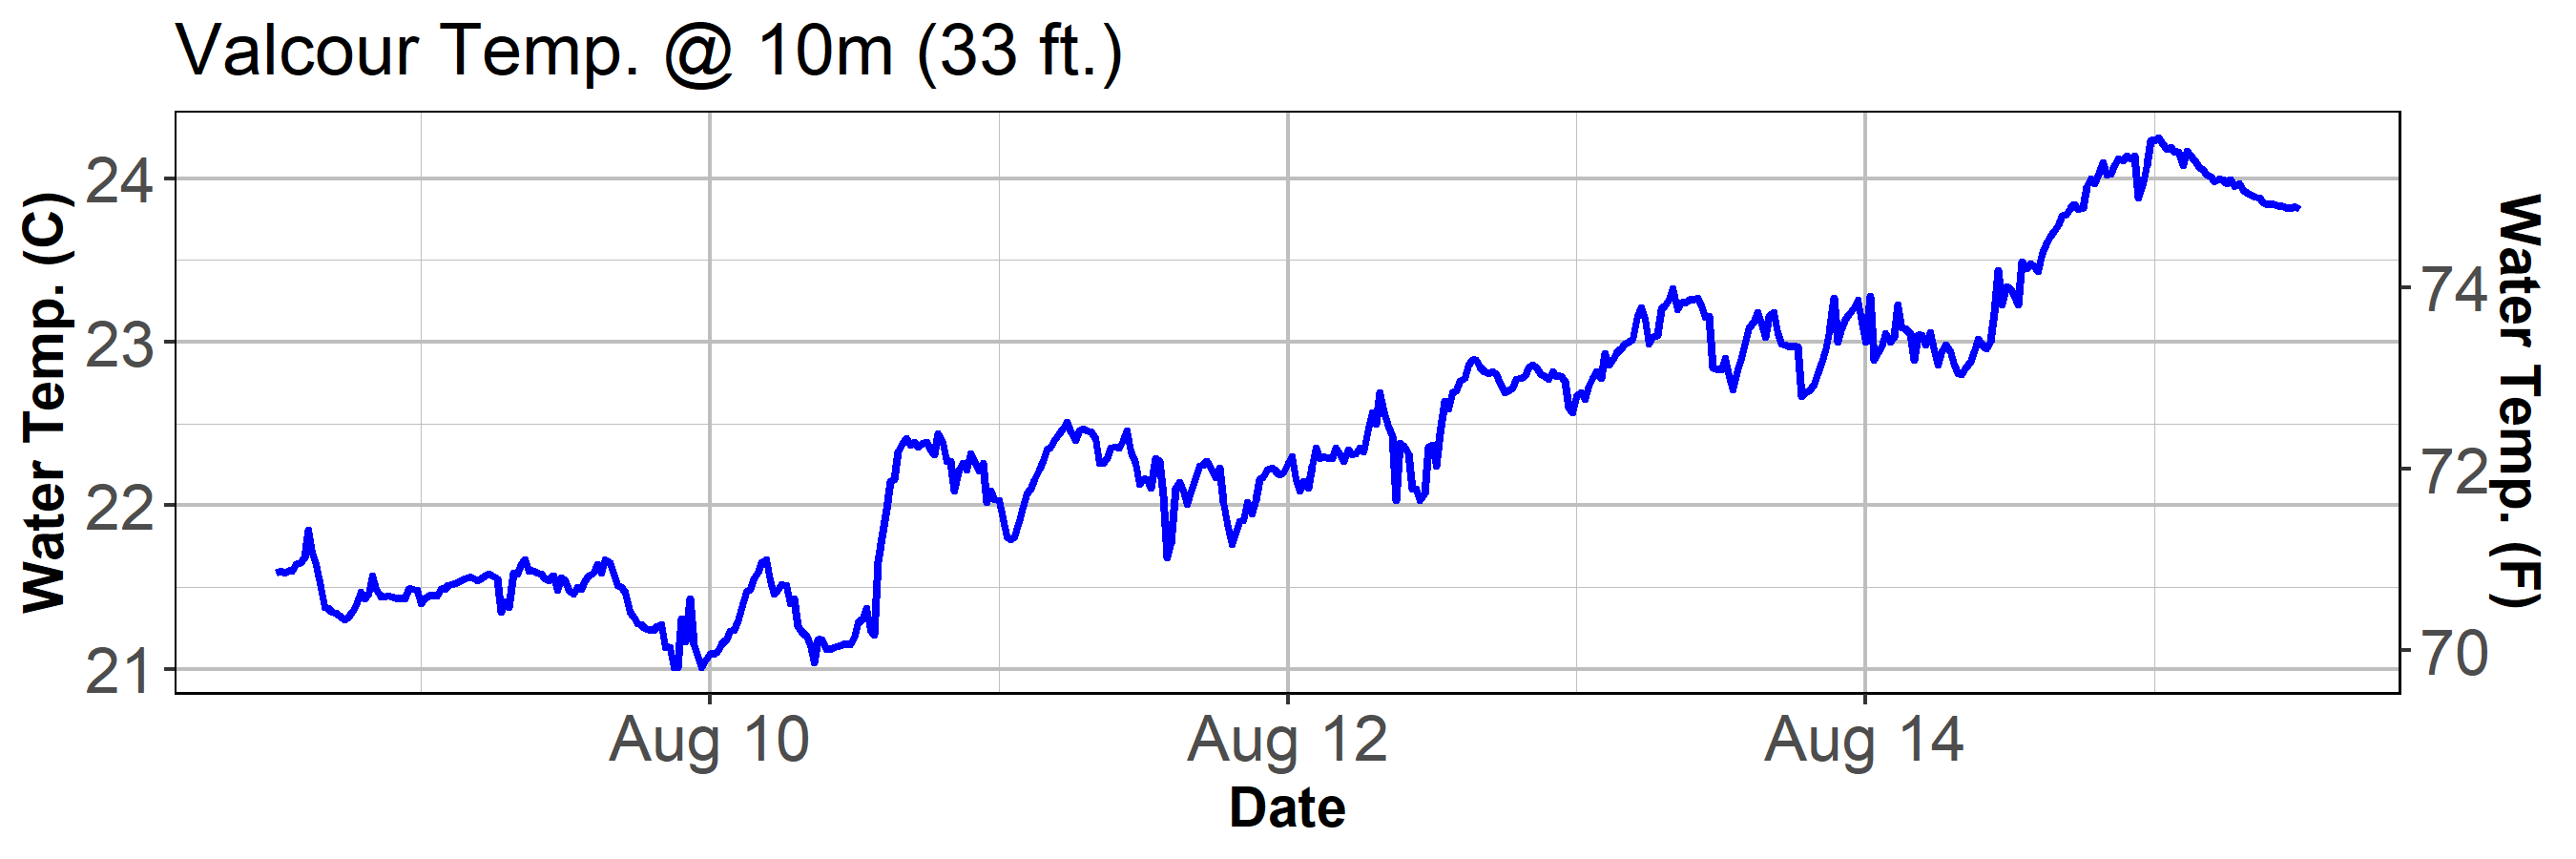 Valcour Temp. @ 10m (33 ft.)
Water Temp. (C)
24
23
22
21
74
72
70
Water Temp. (F)
Aug 10
Aug 12
Aug 14
Date